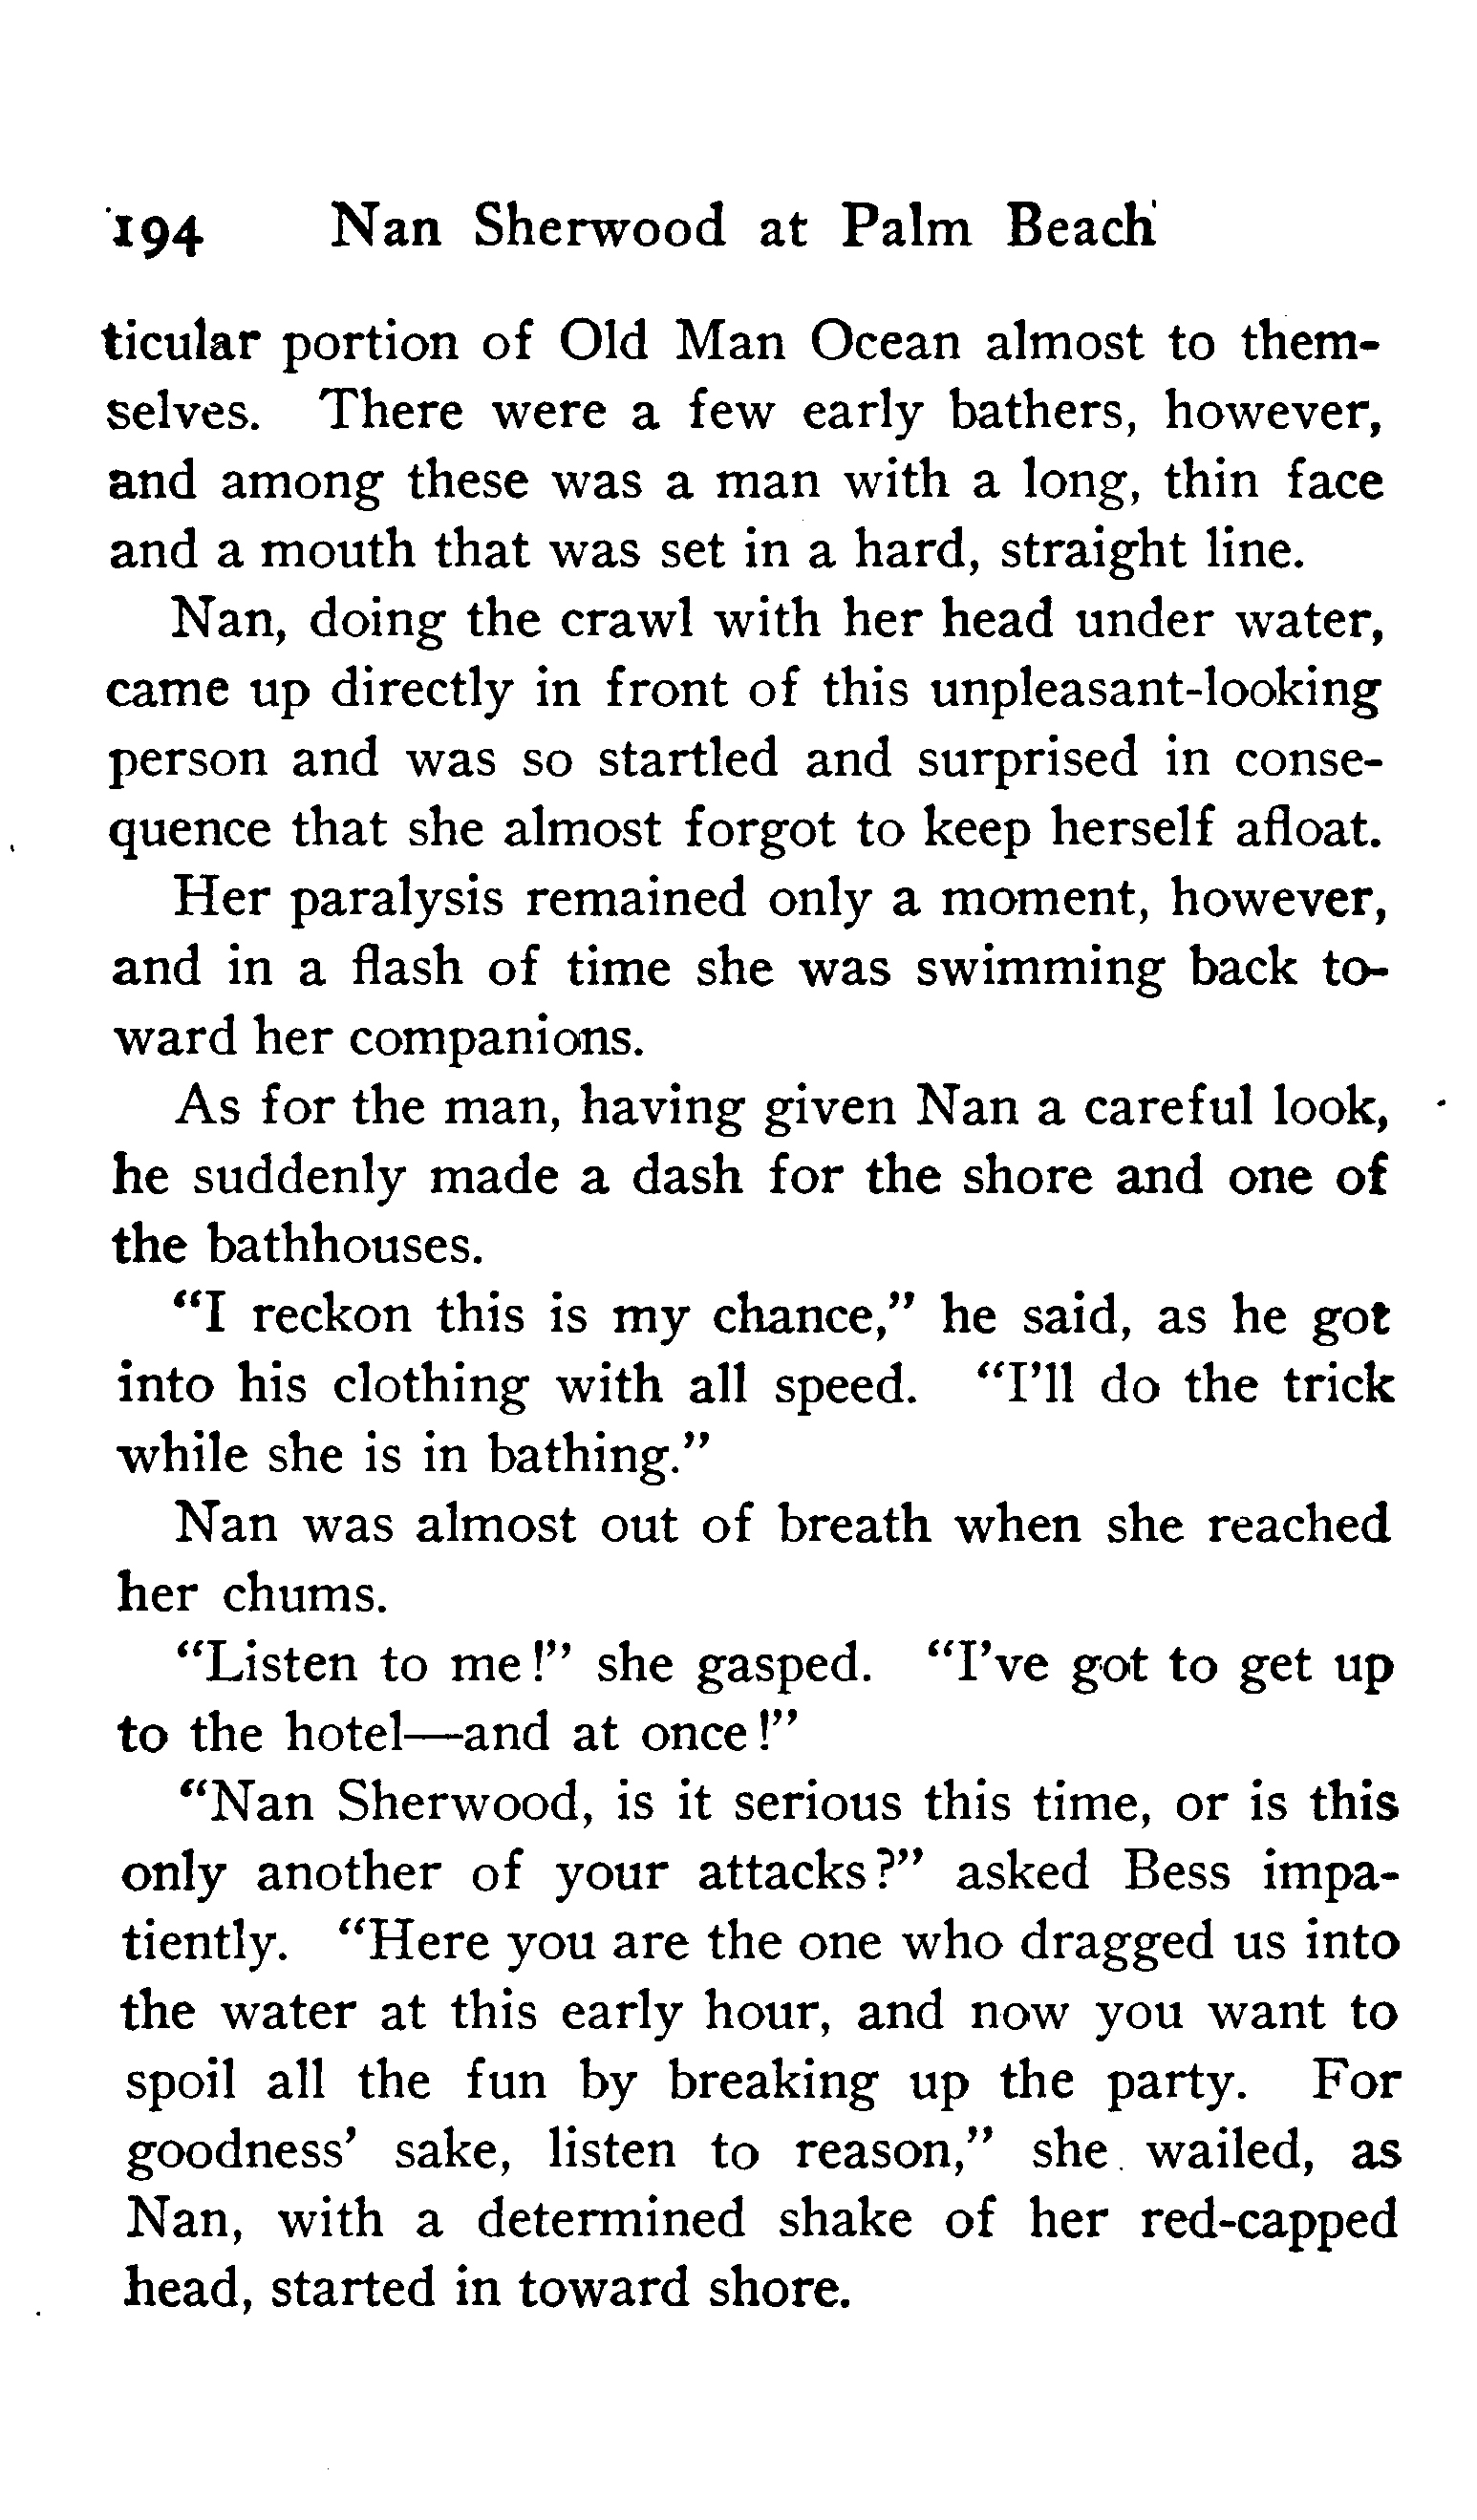 194 Nan Sherwood at Palm Beach
ticular portion of Old Man Ocean almost to them-
selves. There were a few early bathers, however,
and among these was a man with a long, thin face
and a mouth that was set in a hard, straight line.
Nan, doing the crawl with her head under water,
came up directly in front of this unpleasant-looking
person and was so startled and surprised in conse-
quence that she almost forgot to keep herself afloat.
Her paralysis remained only a moment, however,
and in a flash of time she was swimming back to-
ward her companions.
As for the man, having given Nan a careful look,
he suddenly made a dash for the shore and one of
the bathhouses.
"I reckon this is my chance," he said, as he got
into his clothing with all speed. "I'll do the trick
while she is in bathing."
Nan was almost out of breath when she reached
her chums.
"Listen to me!" she gasped. "I've got to get up
to the hotel—and at once!"
"Nan Sherwood, is it serious this time, or is this
only another of your attacks?" asked Bess impa-
tiently. "Here you are the one who dragged us into
the water at this early hour, and now you want to
spoil all the fun by breaking up the party. For
goodness' sake, listen to reason," she wailed, as
Nan, with a determined shake of her red-capped
head, started in toward shore.